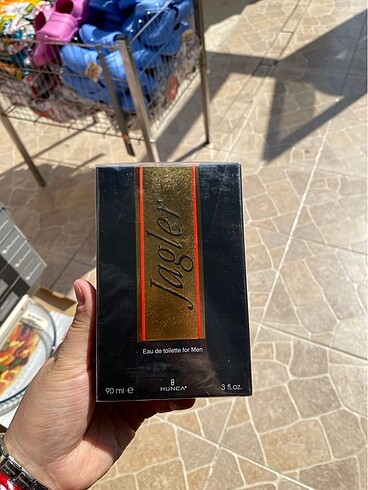 Jagler
Eau de toilette for Men
90 ml e
HUNCA
3 fl.oz.